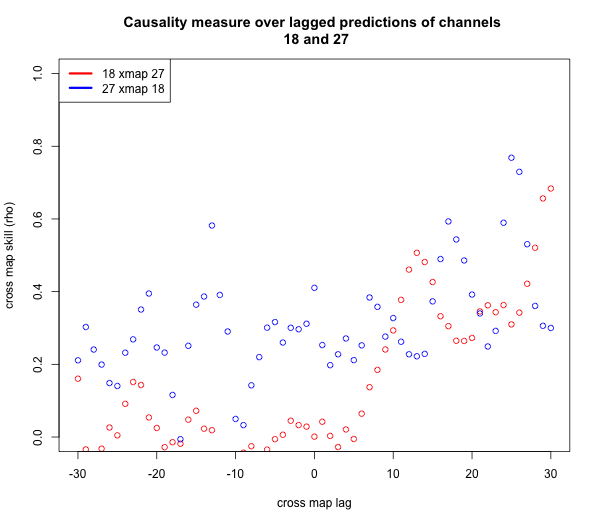 Causality measure over lagged predictions of channels
18 and 27
18 xmap 27
27 xmap 18
cross map skill (rho)
1.0
0.8
0.6
0.4
0.2
0.0
-30 -20 -10 0 10 20 30
cross map lag